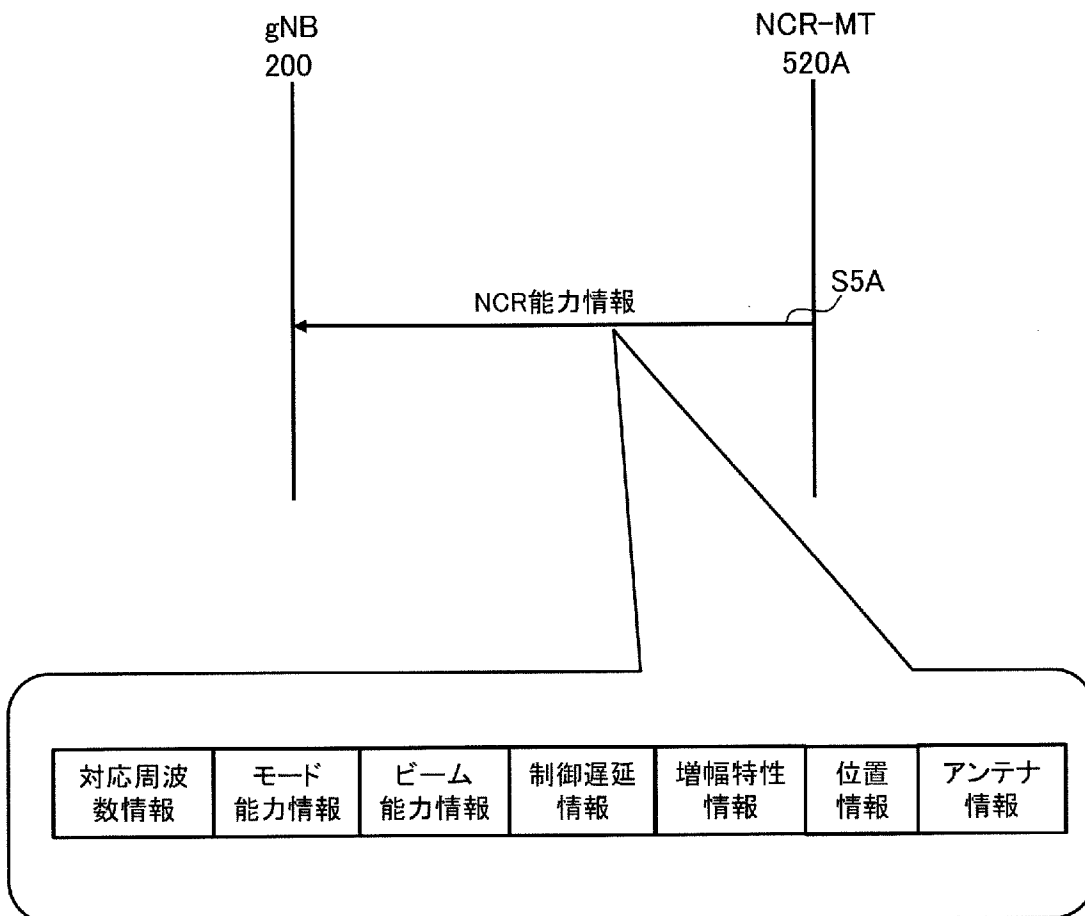 gNB
200
NCR-MT
520A
S5A
NCR能力情報
対応周波
数情報
モード
能力情報
ビーム
能力情報
制御遅延
情報
増幅特性
情報
位置
情報
アンテナ
情報